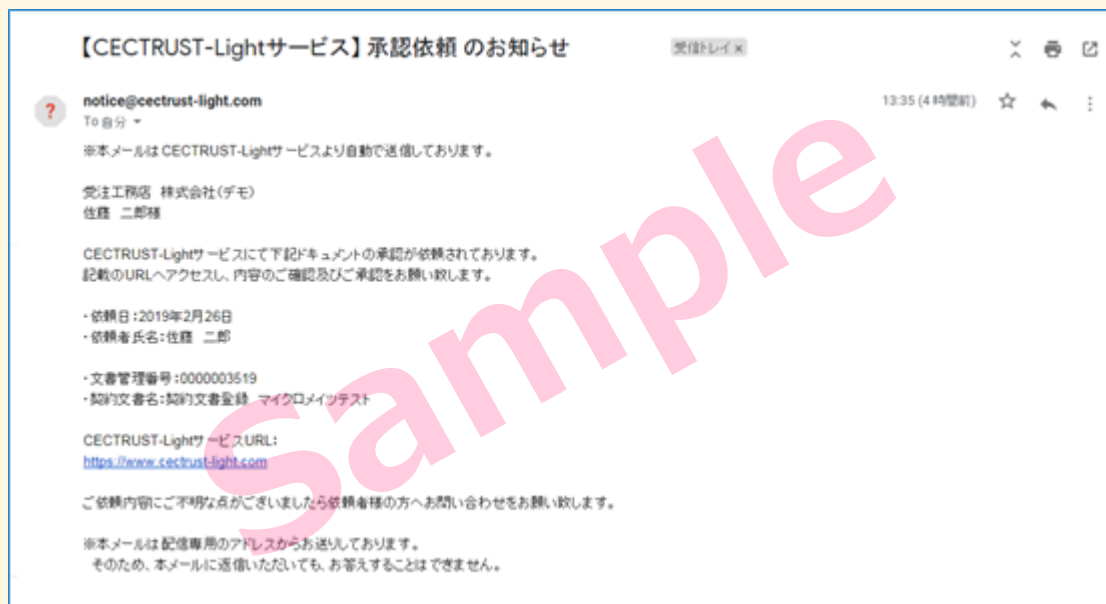 【CECTRUST-Lightサービス】承認依頼 のお知らせ
受信トレイ ×
notice@cectrust-light.com
13:35 (4 時間前)
To 自分
※本メールは CECTRUST-Lightサービスより自動で送信しております。
受注工務店 株式会社(デモ)
佐藤 二郎様
CECTRUST-Lightサービスにて下記ドキュメントの承認が依頼されております。
記載のURLへアクセスし、内容のご確認及びご承認をお願い致します。
・依頼日:2019年2月26日
・依頼者氏名:佐藤 二郎
・文書管理番号:0000003519
・契約文書名:契約文書登録 マイクロメイツテスト
CECTRUST-LightサービスURL:
https://www.cectrust-light.com
ご依頼内容にご不明な点がございましたら依頼者様の方へお問い合わせをお願い致します。
※本メールは配信専用のアドレスからお送りしております。
そのため、本メールに返信いただいても、お答えすることはできません。
Sample